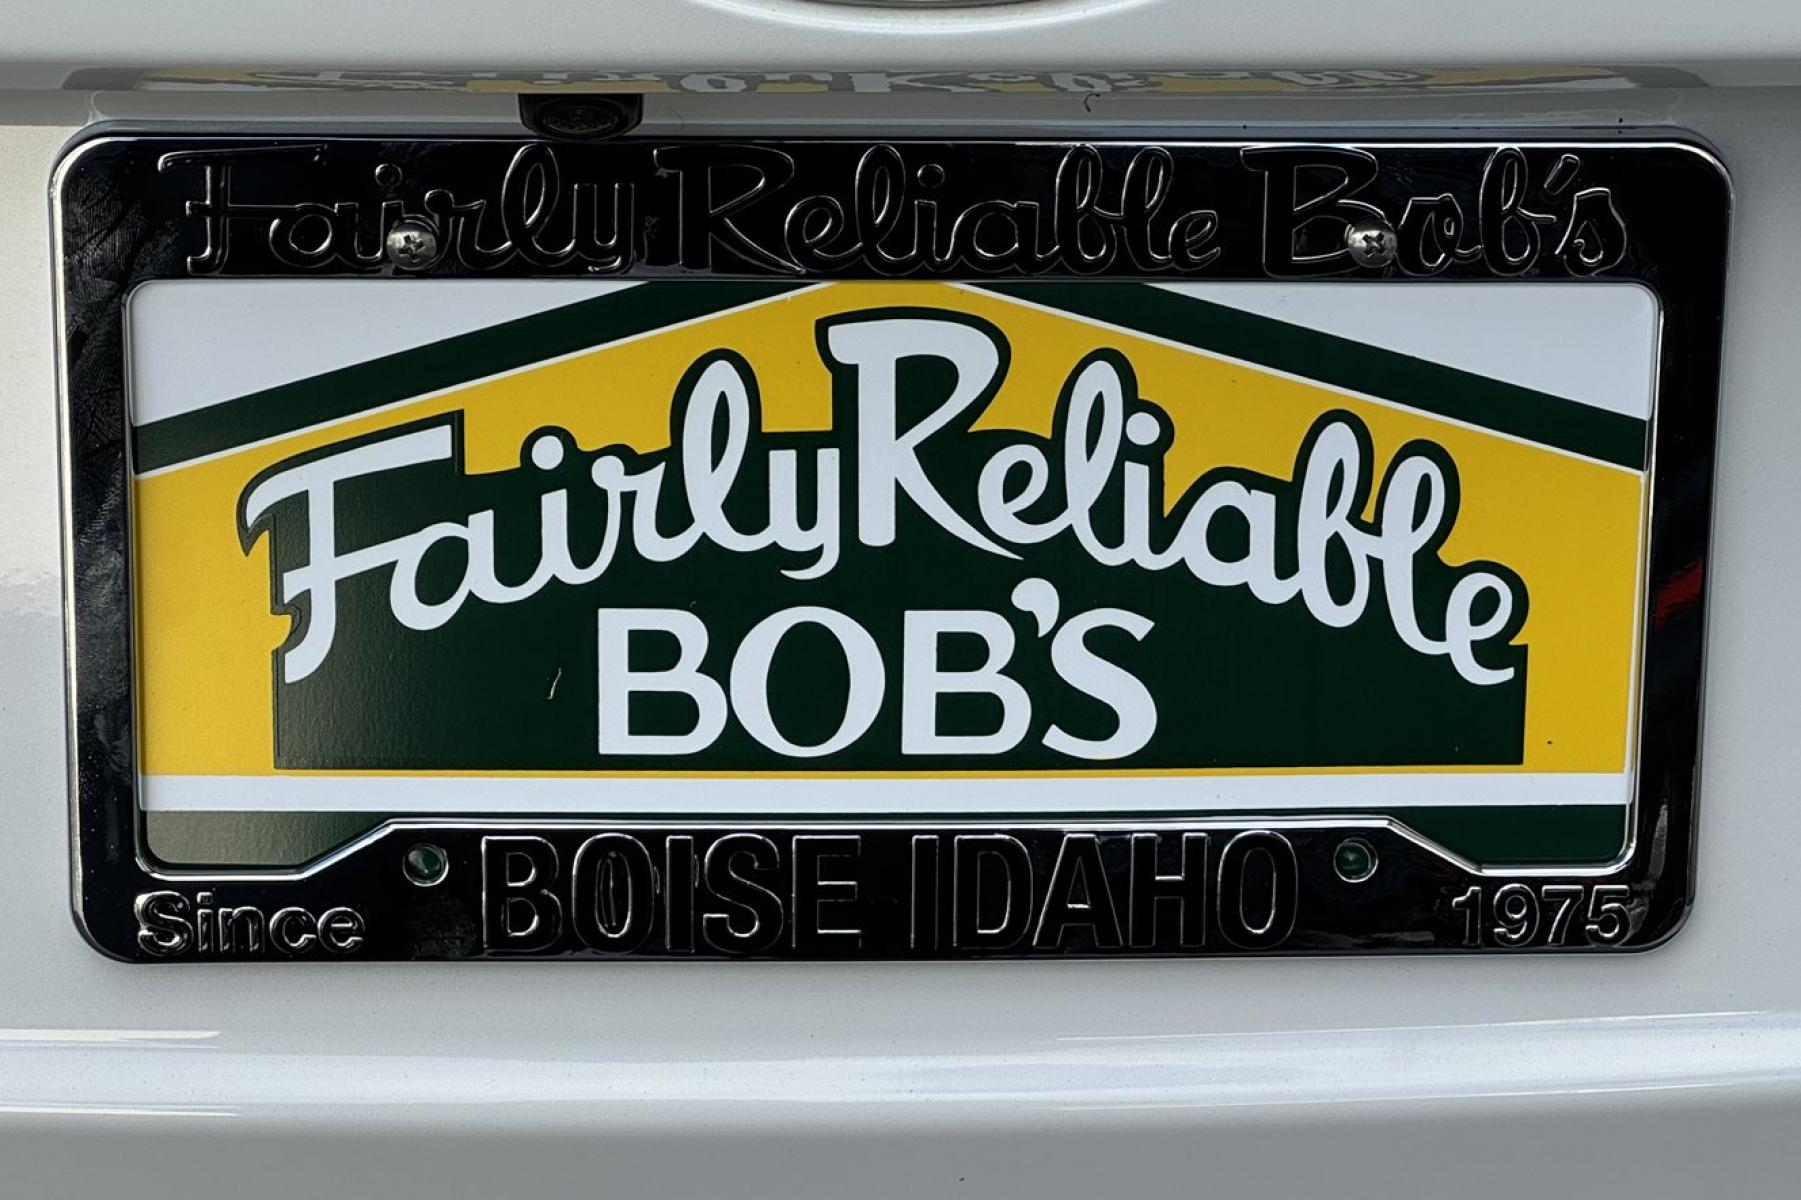 Fairly Reliable Bob's
Fairly Reliable
BOB'S
Since BOISE IDAHO 1975